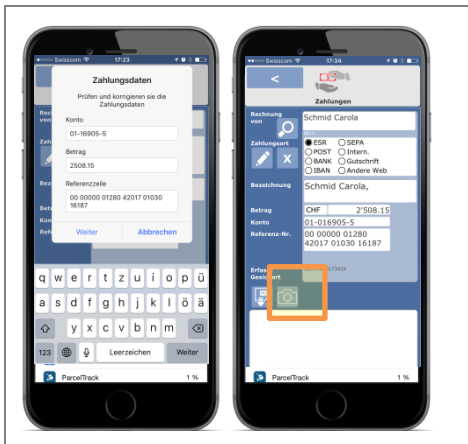 Swisscom
17:23
Zahlungsdaten
Prüfen und korrigieren sie die
Zahlungsdaten
Konto
01-16905-5
Betrag
2508.15
Referenzzeile
00 00000 01280 42017 01030
16187
Weiter
Abbrechen
q w e r t z u i o p ü
a s d f g h j k l ö ä
y x c v b n m
123
Leerzeichen
Weiter
ParcelTrack
1 %
Swisscom
17:34
<
Zahlungen
Rechnung
von
Schmid Carola
Zahlungsart
X
ESR
SEPA
POST
Intern.
BANK
Gutschrift
IBAN
Andere Web
Bezeichnung
Schmid Carola,
Betrag
CHF
2'508.15
Konto
01-016905-5
Referenz-Nr.
00 00000 01280
42017 01030 16187
Erfas
Gesichert
ParcelTrack
1 %